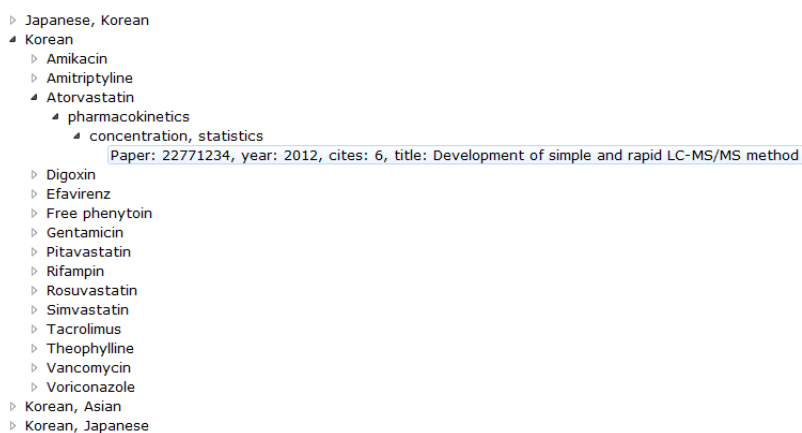 Japanese, Korean
Korean
Amikacin
Amitriptyline
Atorvastatin
pharmacokinetics
concentration, statistics
Paper: 22771234, year: 2012, cites: 6, title: Development of simple and rapid LC-MS/MS method
Digoxin
Efavirenz
Free phenytoin
Gentamicin
Pitavastatin
Rifampin
Rosuvastatin
Simvastatin
Tacrolimus
Theophylline
Vancomycin
Voriconazole
Korean, Asian
Korean, Japanese